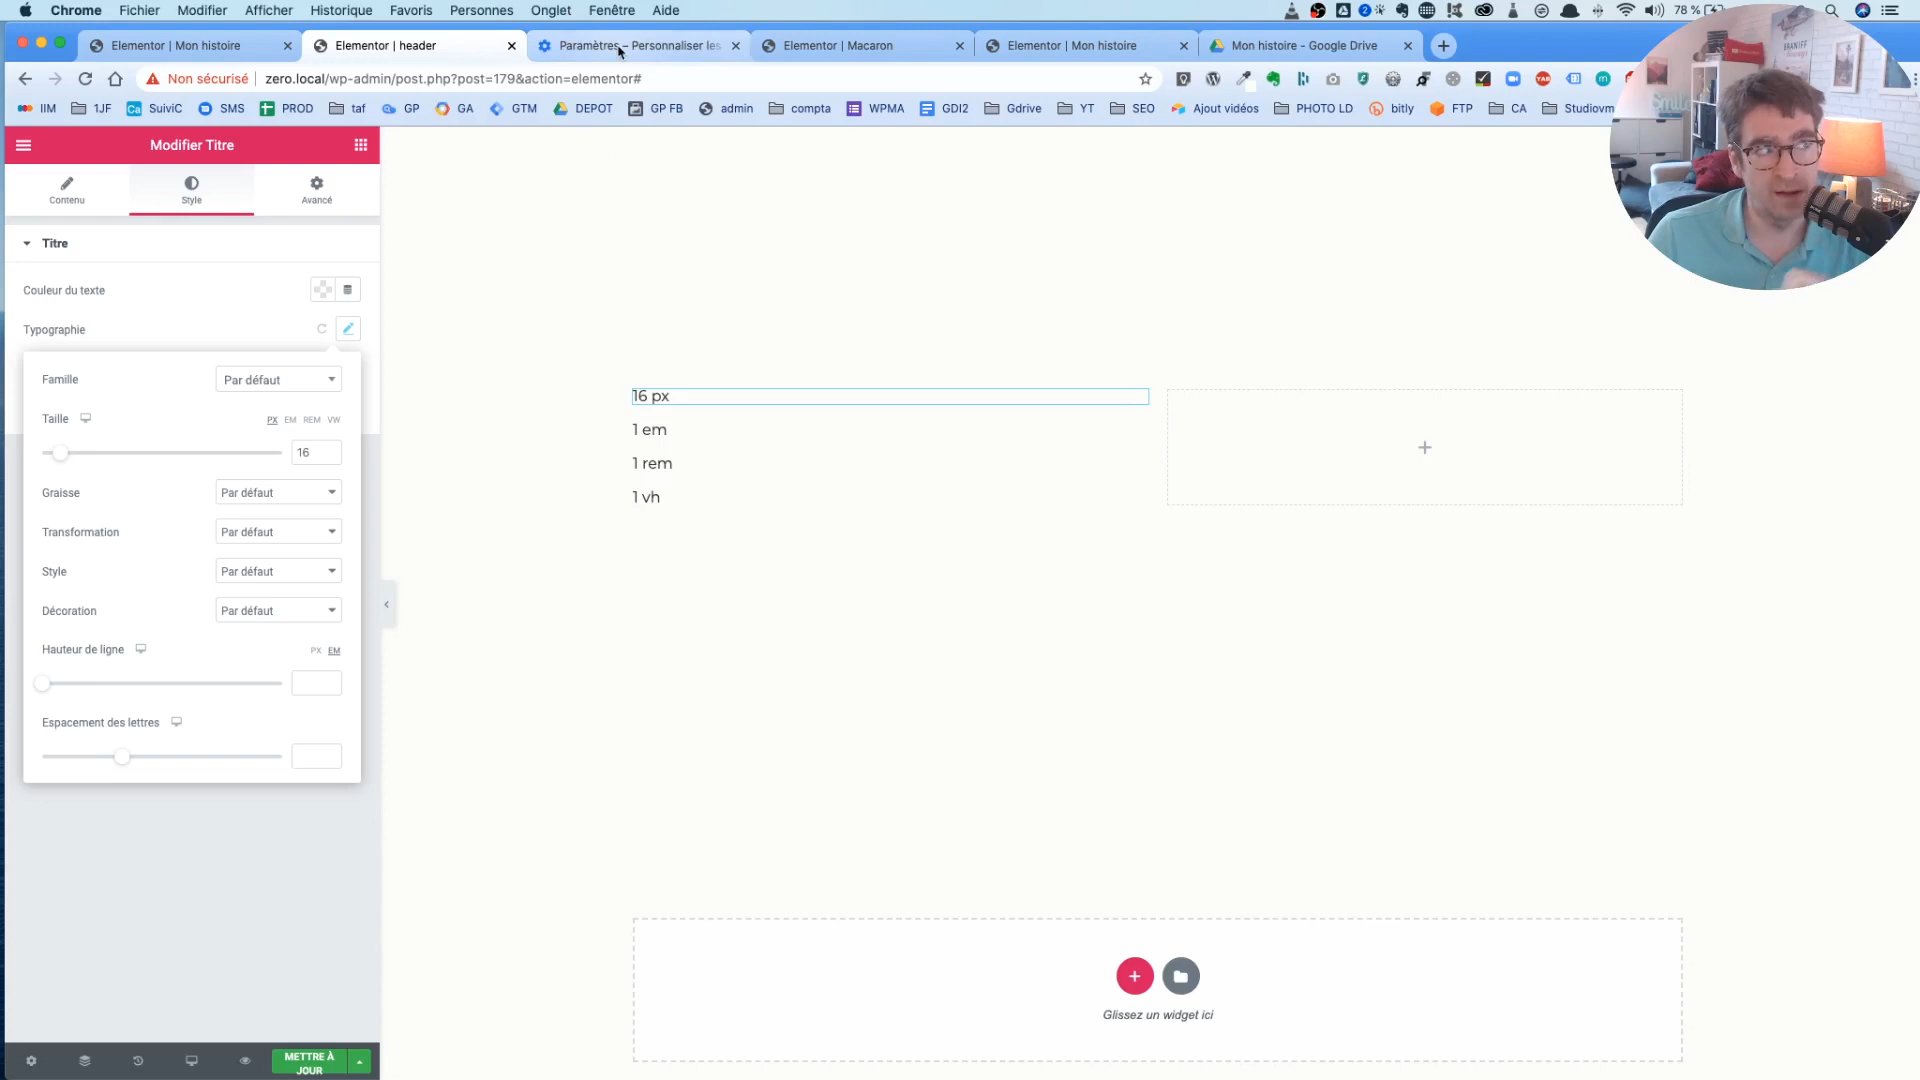 Chrome Fichier Modifier Afficher Historique Favoris Personnes Onglet Fenêtre Aide
2
78 %
Elementor | Mon histoire
Elementor | header
Paramètres – Personnaliser les
Elementor | Macaron
Elementor | Mon histoire
Mon histoire - Google Drive
Non sécurisé
zero.local/wp-admin/post.php?post=179&action=elementor#
IIM 1JF SuiviC SMS PROD taf GP GA GTM DEPOT GP FB admin compta WPMA GDI2 Gdrive YT SEO Ajout vidéos PHOTO LD bitly FTP CA Studiovm
Modifier Titre
Contenu
Style
Avancé
Titre
Couleur du texte
Typographie
Famille
Par défaut
Taille
PX EM REM VW
16
Graisse
Par défaut
Transformation
Par défaut
Style
Par défaut
Décoration
Par défaut
Hauteur de ligne
PX EM
Espacement des lettres
METTRE À
JOUR
16 px
1 em
1 rem
1 vh
Glissez un widget ici